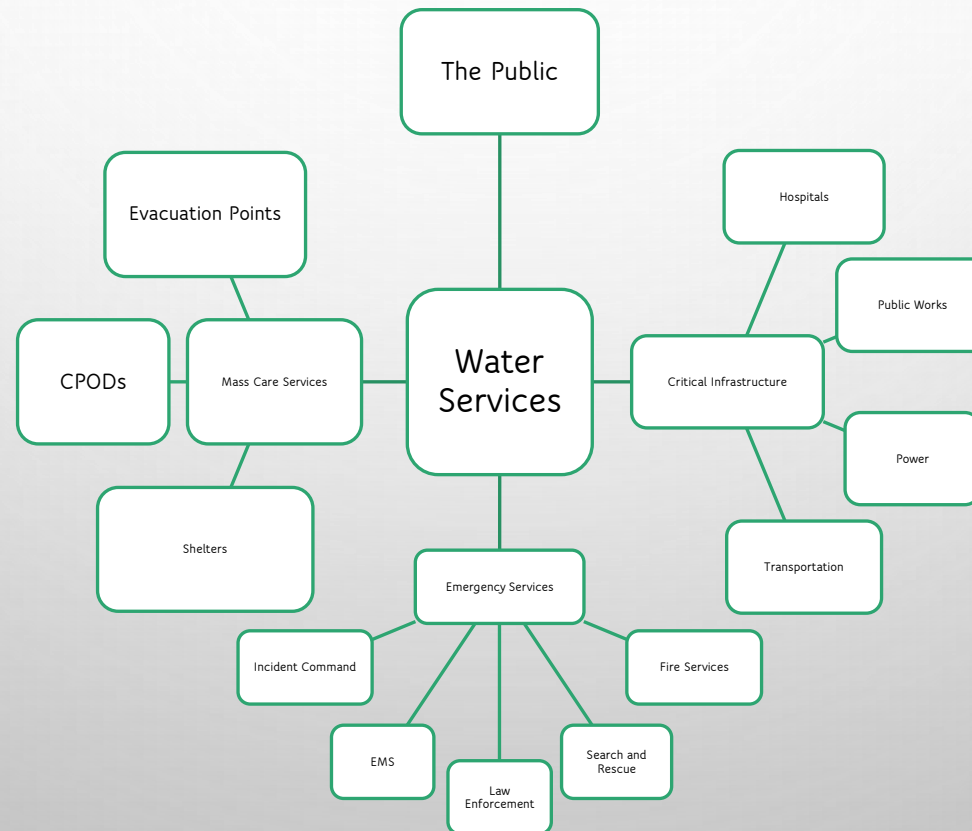 The Public
Hospitals
Evacuation Points
Public Works
Water
Services
CPODs
Mass Care Services
Critical Infrastructure
Power
Shelters
Transportation
Emergency Services
Incident Command
Fire Services
EMS
Search and
Rescue
Law
Enforcement